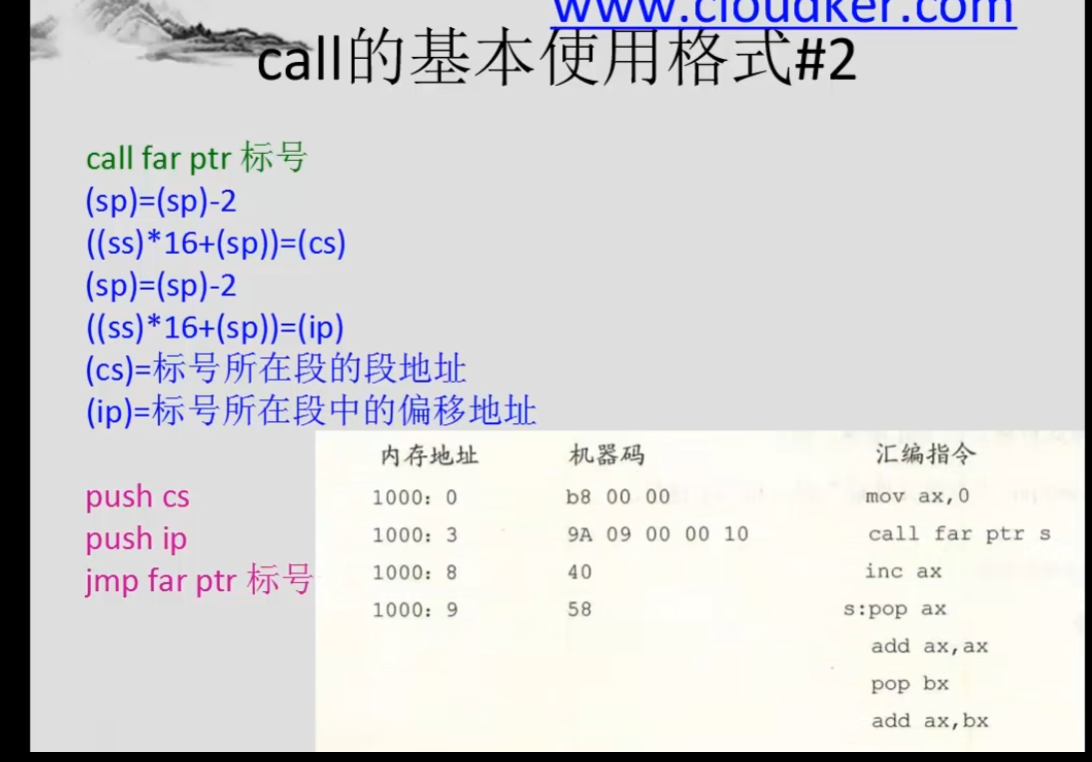 www.cloudker.com
call的基本使用格式#2
call far ptr 标号
(sp)=(sp)-2
((ss)*16+(sp))=(cs)
(sp)=(sp)-2
((ss)*16+(sp))=(ip)
(cs)=标号所在段的段地址
(ip)=标号所在段中的偏移地址
push cs
push ip
jmp far ptr 标号
内存地址 机器码 汇编指令
1000: 0 b8 00 00 mov ax,0
1000: 3 9A 09 00 00 10 call far ptr s
1000: 8 40 inc ax
1000: 9 58 s:pop ax
add ax,ax
pop bx
add ax,bx